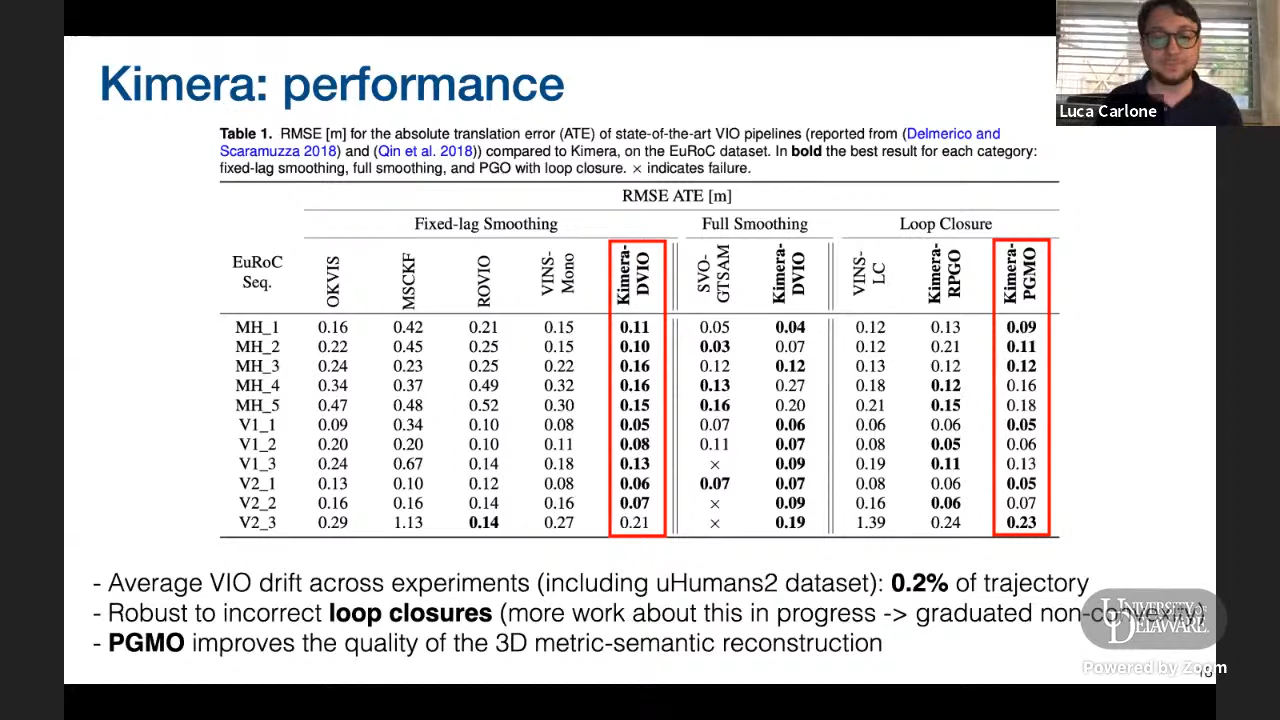 Kimera: performance
Luca Carlone
Table 1. RMSE [m] for the absolute translation error (ATE) of state-of-the-art VIO pipelines (reported from (Delmerico and
Scaramuzza 2018) and (Qin et al. 2018)) compared to Kimera, on the EuRoC dataset. In bold the best result for each category:
fixed-lag smoothing, full smoothing, and PGO with loop closure. × indicates failure.
RMSE ATE [m]
Fixed-lag Smoothing Full Smoothing Loop Closure
EuRoC Seq. OKVIS MSCKF ROVIO VINS-Mono Kimera-DVIO SVO-GTSAM Kimera-DVIO VINS-LC Kimera-RPGO Kimera-PGMO
MH_1 0.16 0.42 0.21 0.15 0.11 0.05 0.04 0.12 0.13 0.09
MH_2 0.22 0.45 0.25 0.15 0.10 0.03 0.07 0.12 0.21 0.11
MH_3 0.24 0.23 0.25 0.22 0.16 0.12 0.12 0.13 0.12 0.12
MH_4 0.34 0.37 0.49 0.32 0.16 0.13 0.27 0.18 0.12 0.16
MH_5 0.47 0.48 0.52 0.30 0.15 0.16 0.20 0.21 0.15 0.18
V1_1 0.09 0.34 0.10 0.08 0.05 0.07 0.06 0.06 0.06 0.05
V1_2 0.20 0.20 0.10 0.11 0.08 0.11 0.07 0.08 0.05 0.06
V1_3 0.24 0.67 0.14 0.18 0.13 × 0.09 0.19 0.11 0.13
V2_1 0.13 0.10 0.12 0.08 0.06 0.07 0.07 0.08 0.06 0.05
V2_2 0.16 0.16 0.14 0.16 0.07 × 0.09 0.16 0.06 0.07
V2_3 0.29 1.13 0.14 0.27 0.21 × 0.19 1.39 0.24 0.23
- Average VIO drift across experiments (including uHumans2 dataset): 0.2% of trajectory
- Robust to incorrect loop closures (more work about this in progress -> graduated non-convexity)
- PGMO improves the quality of the 3D metric-semantic reconstruction
UNIVERSITY OF
DELAWARE.
Powered by Zoom